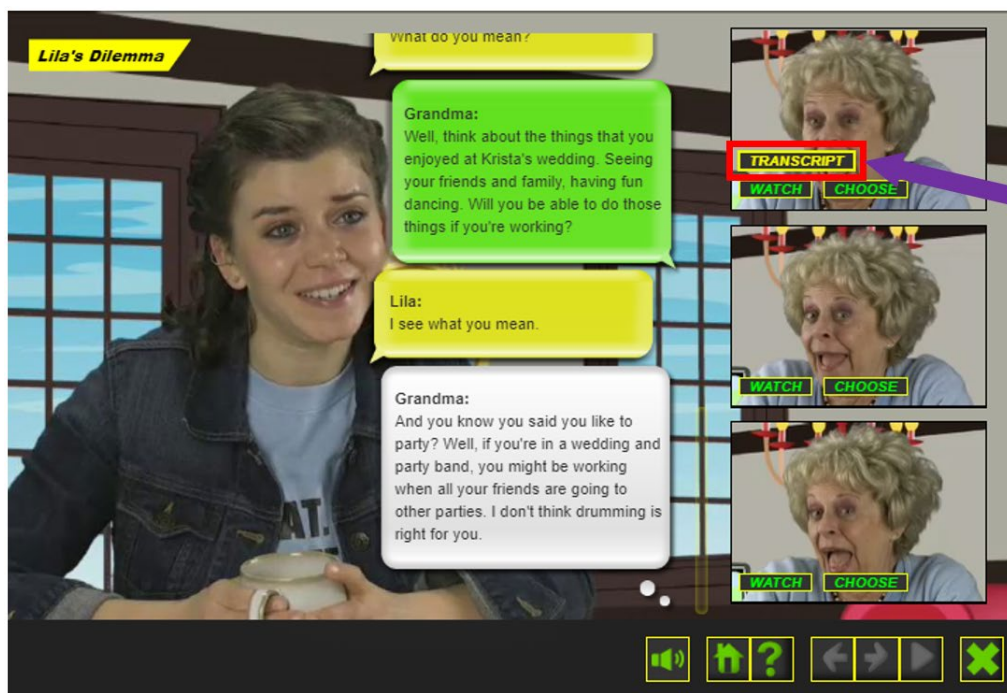 Lila's Dilemma
What do you mean?
Grandma:
Well, think about the things that you
enjoyed at Krista's wedding. Seeing
your friends and family, having fun
dancing. Will you be able to do those
things if you're working?
Lila:
I see what you mean.
Grandma:
And you know you said you like to
party? Well, if you're in a wedding and
party band, you might be working
when all your friends are going to
other parties. I don't think drumming is
right for you.
TRANSCRIPT
WATCH CHOOSE
WATCH CHOOSE
WATCH CHOOSE
AT.
?